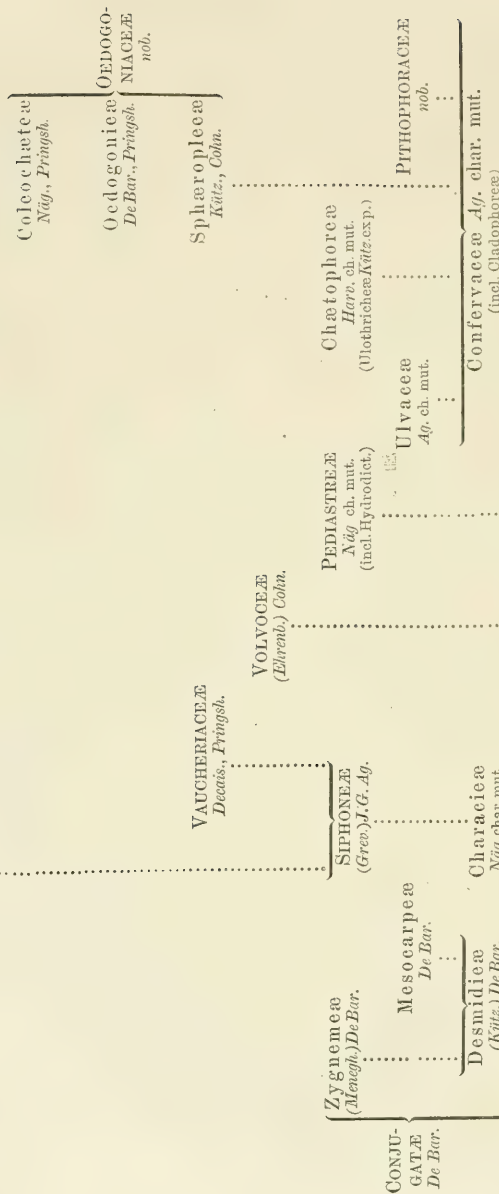 Coleochæteæ
Näg., Pringsh.
Oedogonieæ
De Bar., Pringsh.
OEDOGO-
NIACEÆ
nob.
Sphæropleeæ
Kütz., Cohn.
VOLVOCEÆ
(Ehrenb.) Cohn.
VAUCHERIACEÆ
Decais., Pringsh.
PEDIASTREÆ
Näg ch. mut.
(incl. Hydrodict.)
Chætophoreæ
Harv. ch. mut.
(Ulothricheæ Kütz. exp.)
PITHOPHORACEÆ
nob.
Ulvaceæ
Ag. ch. mut.
Confervaceæ Ag. char. mut.
(incl. Cladophoreæ)
SIPHONEÆ
(Grev.) J. G. Ag.
Zygnemeæ
(Menegh.) De Bar.
Mesocarpeæ
De Bar.
CONJU-
GATÆ
De Bar.
Desmidieæ
(Kütz.) De Bar.
Characieæ
Näg char. mut.